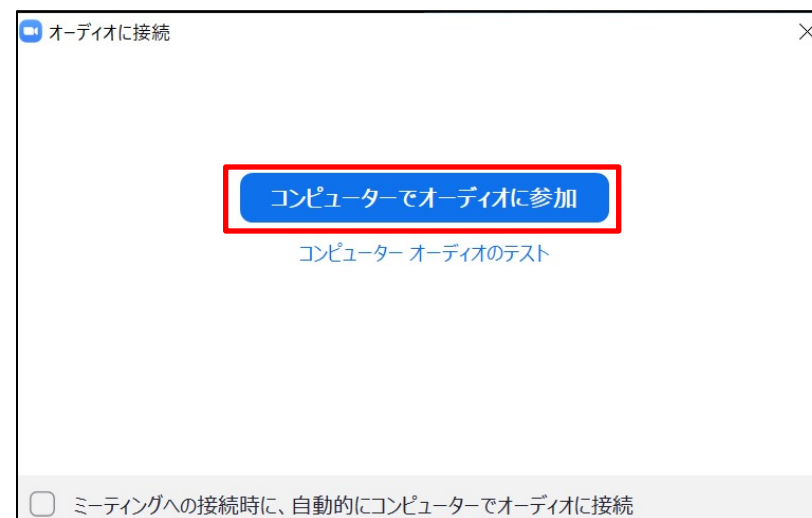 オーディオに接続
コンピューターでオーディオに参加
コンピューター オーディオのテスト
ミーティングへの接続時に、自動的にコンピューターでオーディオに接続